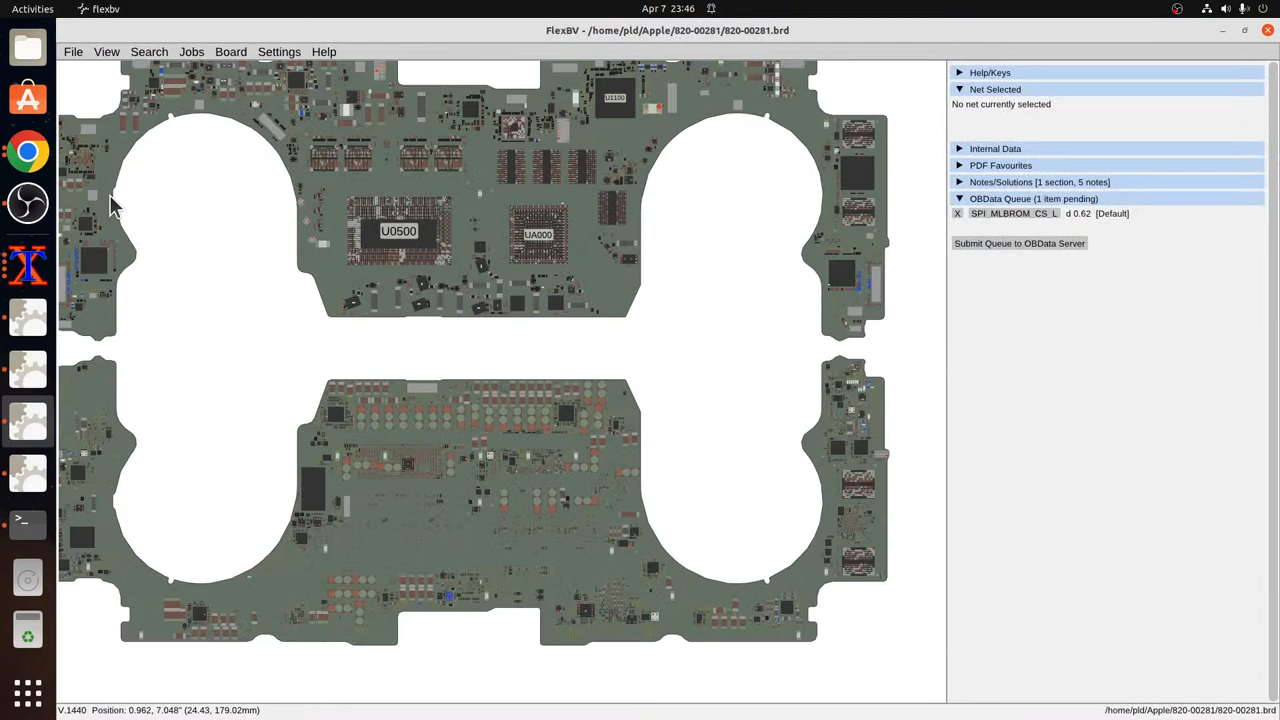 Activities
flexbv
Apr 7 23:46
FlexBV - /home/pld/Apple/820-00281/820-00281.brd
File View Search Jobs Board Settings Help
Help/Keys
Net Selected
No net currently selected
Internal Data
PDF Favourites
Notes/Solutions [1 section, 5 notes]
OBData Queue (1 item pending)
X SPI_MLBROM_CS_L d 0.62 [Default]
Submit Queue to OBData Server
U1100
U0500
UA000
V.1440 Position: 0.962, 7.048" (24.43, 179.02mm)
/home/pld/Apple/820-00281/820-00281.brd